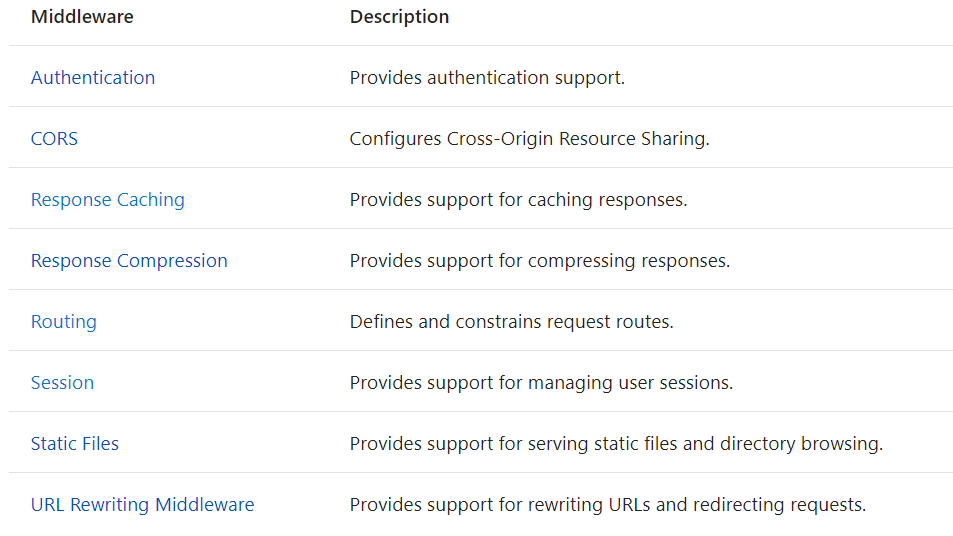 Middleware Description
Authentication Provides authentication support.
CORS Configures Cross-Origin Resource Sharing.
Response Caching Provides support for caching responses.
Response Compression Provides support for compressing responses.
Routing Defines and constrains request routes.
Session Provides support for managing user sessions.
Static Files Provides support for serving static files and directory browsing.
URL Rewriting Middleware Provides support for rewriting URLs and redirecting requests.